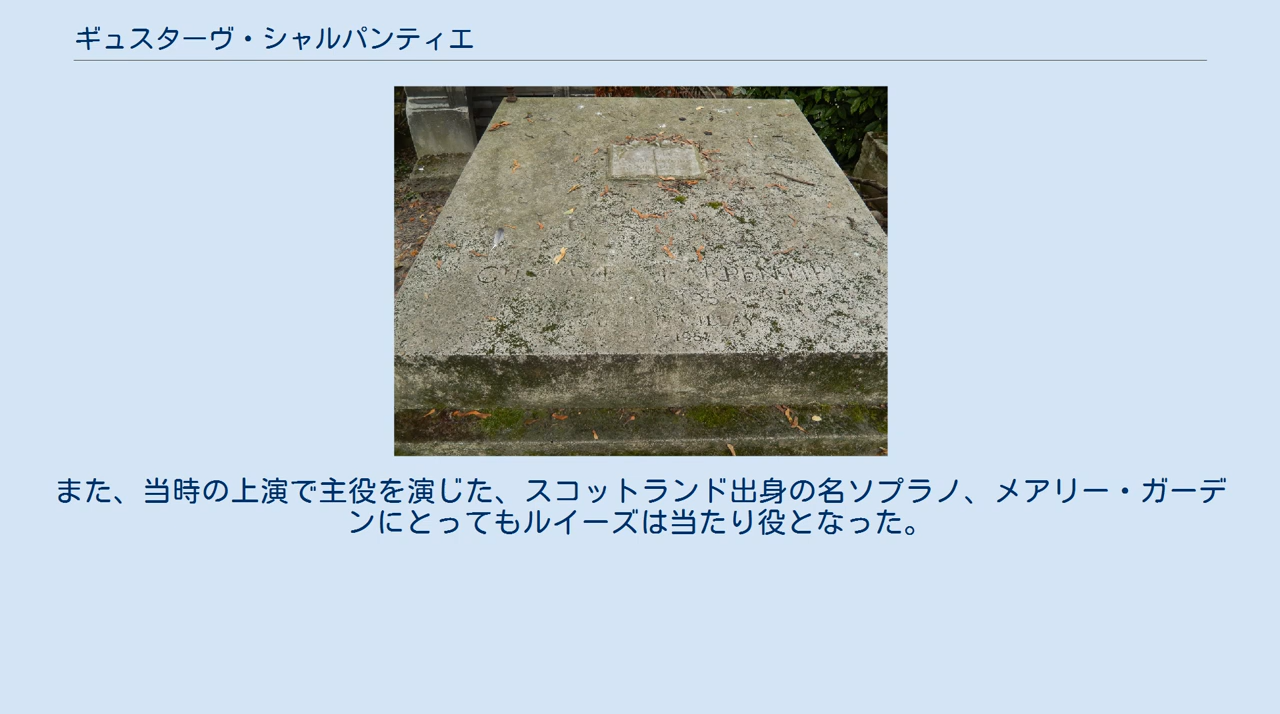 ギュスターヴ・シャルパンティエ
また、当時の上演で主役を演じた、スコットランド出身の名ソプラノ、メアリー・ガーデ
ンにとってもルイーズは当たり役となった。